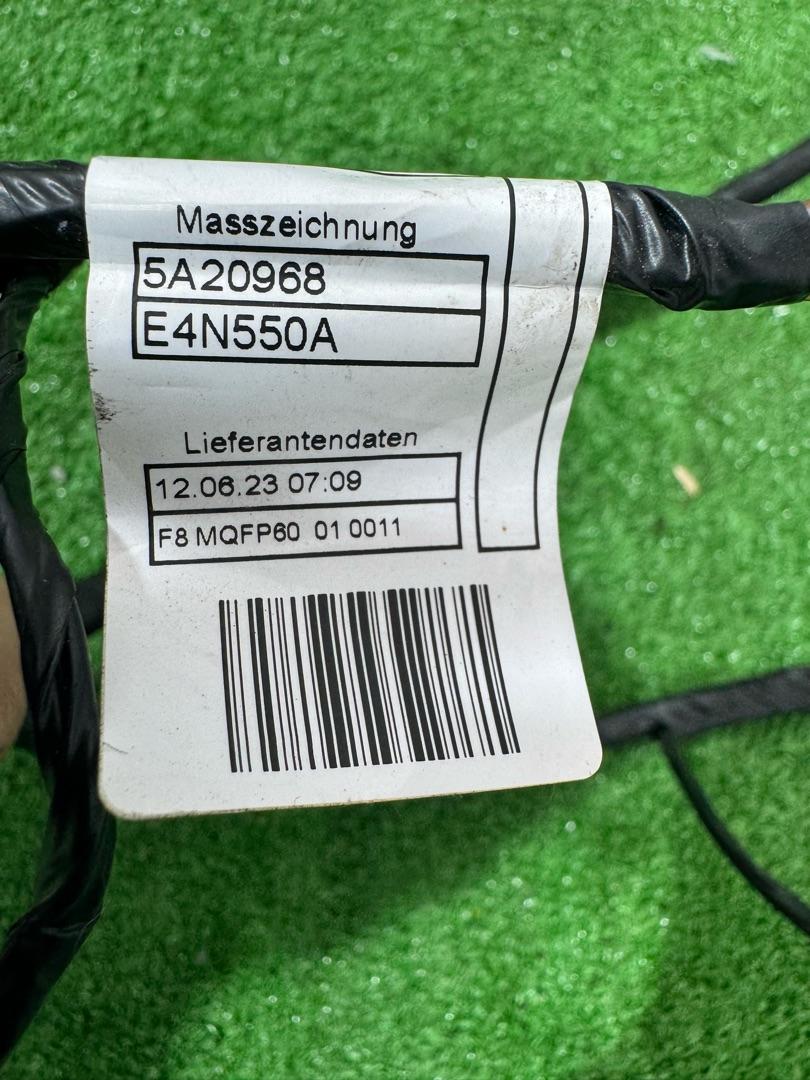 Masszeichnung
5A20968
E4N550A
Lieferantendaten
12.06.23 07:09
F8 MQFP60 01 0011